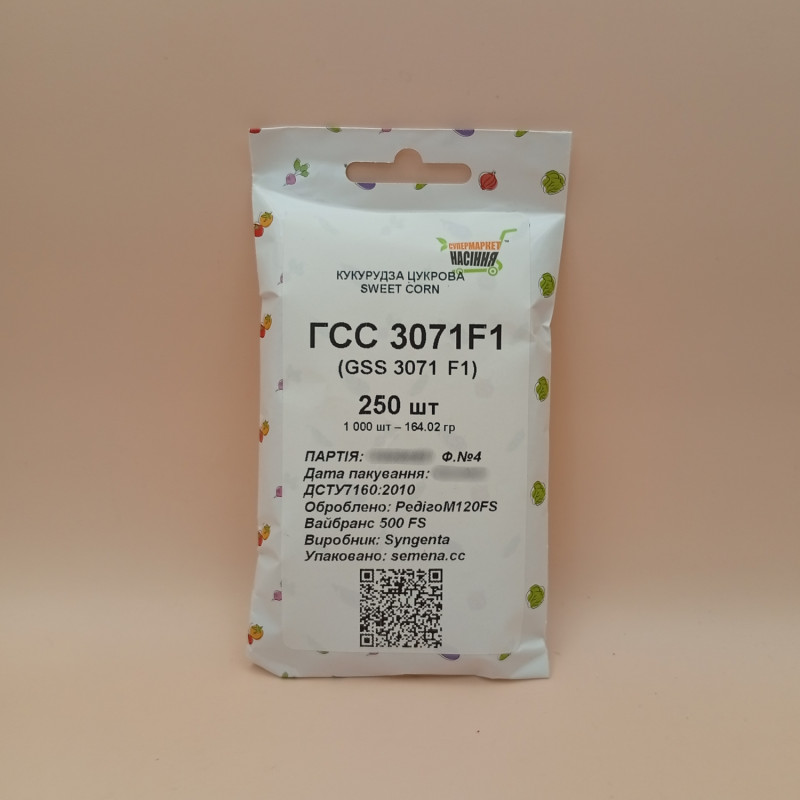 СУПЕРМАРКЕТ
НАСІННЯ™
КУКУРУДЗА ЦУКРОВА
SWEET CORN
ГСС 3071F1
(GSS 3071 F1)
250 шт
1 000 шт – 164.02 гр
ПАРТІЯ: Ф.№4
Дата пакування:
ДСТУ7160:2010
Оброблено: РедігоМ120FS
Вайбранс 500 FS
Виробник: Syngenta
Упаковано: semena.cc